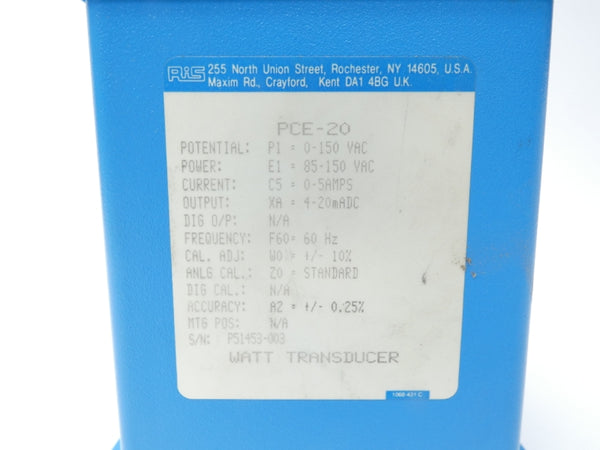 RIS 255 North Union Street, Rochester, NY 14605, U.S.A.
Maxim Rd., Crayford, Kent DA1 4BG U.K.
PCE-20
POTENTIAL: P1 = 0-150 VAC
POWER: E1 = 85-150 VAC
CURRENT: C5 = 0-5AMPS
OUTPUT: XA = 4-20mADC
DIG O/P: N/A
FREQUENCY: F60= 60 Hz
CAL. ADJ: W01= +/- 10%
ANLG CAL.: Z0 = STANDARD
DIG CAL.: N/A
ACCURACY: A2 = +/- 0.25%
MTG POS: N/A
S/N: P51453-003
WATT TRANSDUCER
1068 431 C